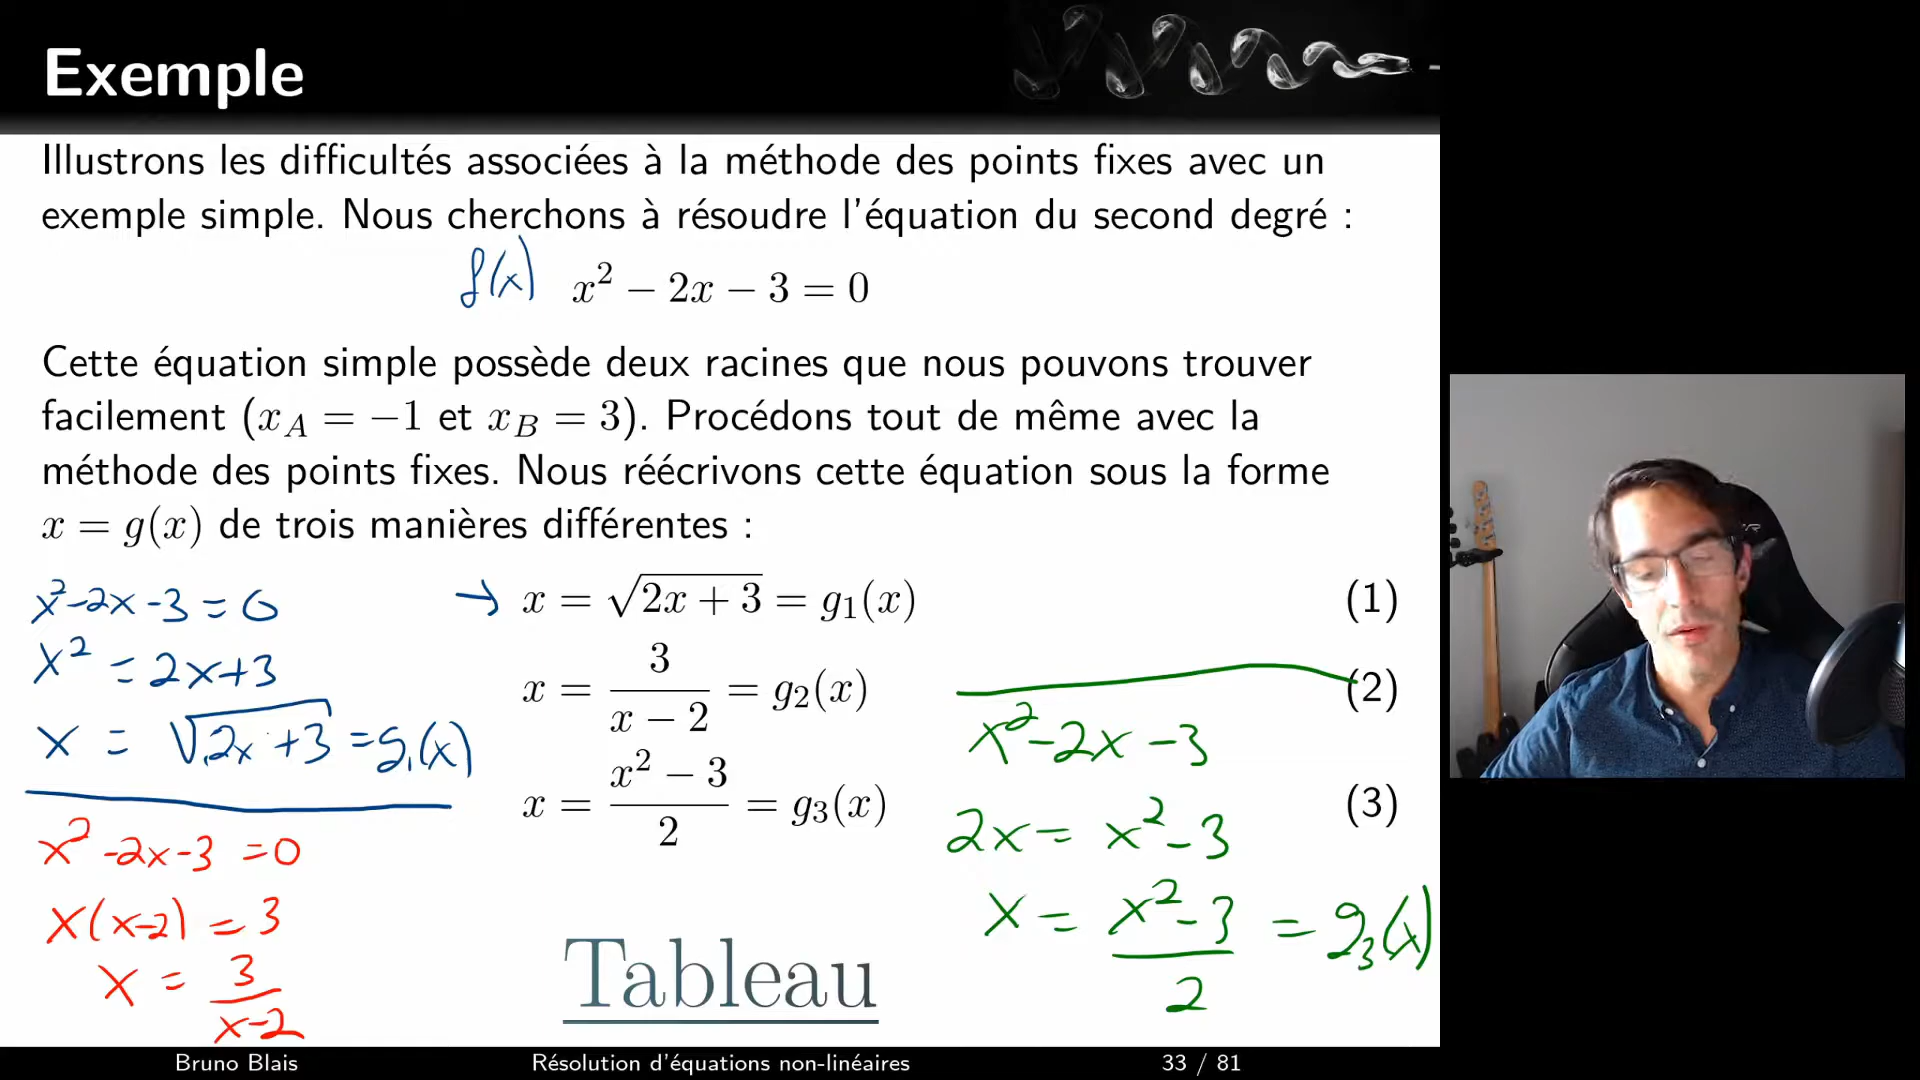 Exemple
Illustrons les difficultés associées à la méthode des points fixes avec un
exemple simple. Nous cherchons à résoudre l'équation du second degré :
f(x) x² − 2x − 3 = 0
Cette équation simple possède deux racines que nous pouvons trouver
facilement (x_A = −1 et x_B = 3). Procédons tout de même avec la
méthode des points fixes. Nous réécrivons cette équation sous la forme
x = g(x) de trois manières différentes :
→ x = √(2x + 3) = g₁(x) (1)
x = 3/(x − 2) = g₂(x) (2)
x = (x² − 3)/2 = g₃(x) (3)
x²-2x-3 = 0
x² = 2x+3
x = √(2x+3) = g₁(x)
x²-2x-3 = 0
x(x-2) = 3
x = 3/(x-2)
x²-2x-3
2x = x²-3
x = (x²-3)/2 = g₃(x)
Tableau
Bruno Blais Résolution d'équations non-linéaires 33 / 81